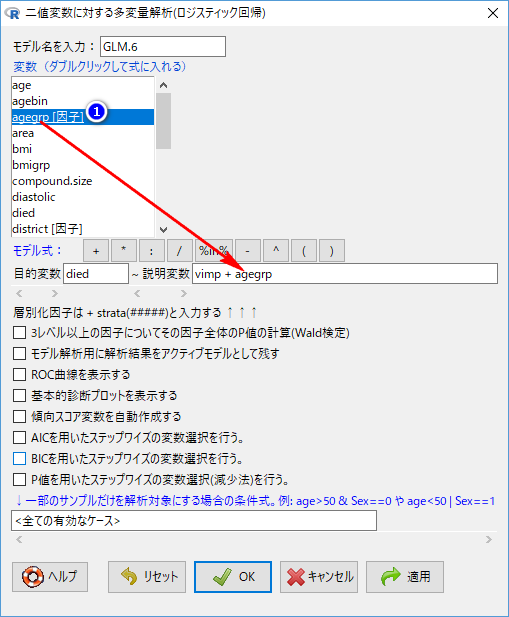 二値変数に対する多変量解析(ロジスティック回帰)
モデル名を入力： GLM.6
変数（ダブルクリックして式に入れる）
age
agebin
agegrp [因子] 1
area
bmi
bmigrp
compound.size
diastolic
died
district [因子]
モデル式： + * : / %in% - ^ ( )
目的変数 died ~ 説明変数 vimp + agegrp
層別化因子は + strata(#####)と入力する ↑ ↑ ↑
3レベル以上の因子についてその因子全体のP値の計算(Wald検定)
モデル解析用に解析結果をアクティブモデルとして残す
ROC曲線を表示する
基本的診断プロットを表示する
傾向スコア変数を自動作成する
AICを用いたステップワイズの変数選択を行う。
BICを用いたステップワイズの変数選択を行う。
P値を用いたステップワイズの変数選択(減少法)を行う。
↓一部のサンプルだけを解析対象にする場合の条件式。例: age>50 & Sex==0 や age<50 | Sex==1
<全ての有効なケース>
ヘルプ リセット OK キャンセル 適用